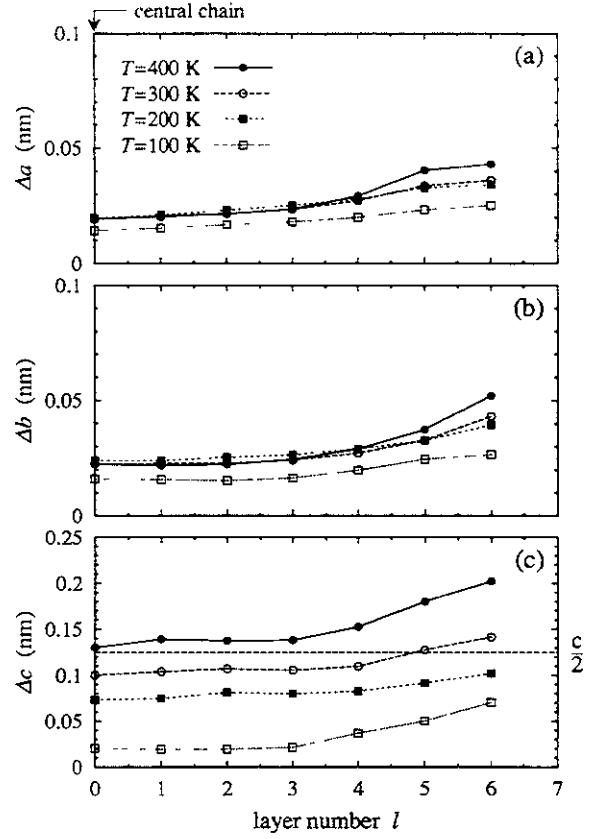 central chain
0.1
(a)
T=400 K
T=300 K
T=200 K
T=100 K
Δa (nm)
0.05
0
0.1
(b)
Δb (nm)
0.05
0
0.25
(c)
0.2
0.15
c/2
Δc (nm)
0.1
0.05
0
0 1 2 3 4 5 6 7
layer number l